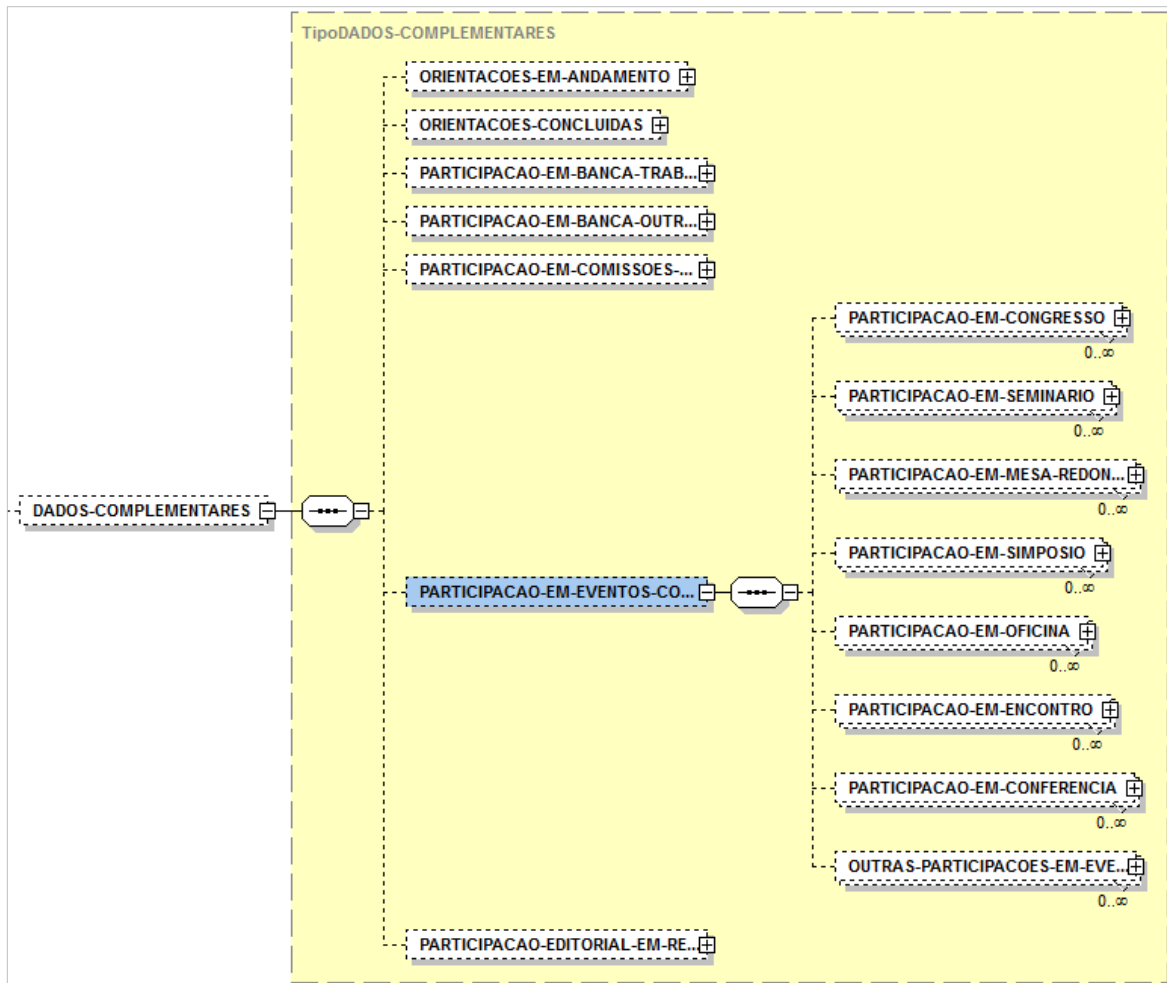 TipoDADOS-COMPLEMENTARES
ORIENTACOES-EM-ANDAMENTO
ORIENTACOES-CONCLUIDAS
PARTICIPACAO-EM-BANCA-TRAB...
PARTICIPACAO-EM-BANCA-OUTR...
PARTICIPACAO-EM-COMISSOES-...
PARTICIPACAO-EM-CONGRESSO
0..∞
PARTICIPACAO-EM-SEMINARIO
0..∞
PARTICIPACAO-EM-MESA-REDON...
0..∞
DADOS-COMPLEMENTARES
PARTICIPACAO-EM-SIMPOSIO
0..∞
PARTICIPACAO-EM-EVENTOS-CO...
PARTICIPACAO-EM-OFICINA
0..∞
PARTICIPACAO-EM-ENCONTRO
0..∞
PARTICIPACAO-EM-CONFERENCIA
0..∞
OUTRAS-PARTICIPACOES-EM-EVE...
0..∞
PARTICIPACAO-EDITORIAL-EM-RE...